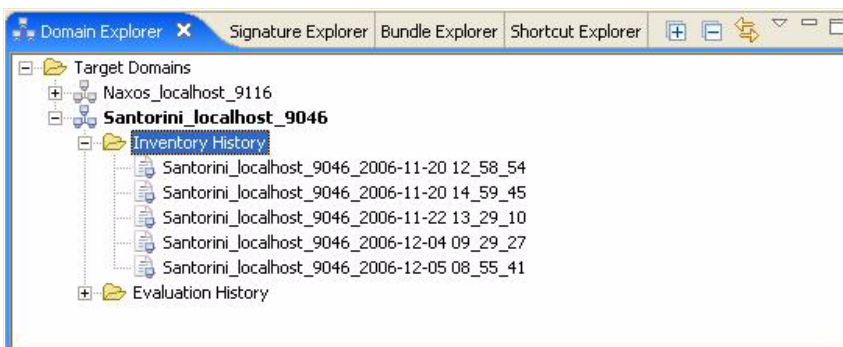 Domain Explorer Signature Explorer Bundle Explorer Shortcut Explorer
Target Domains
Naxos_localhost_9116
Santorini_localhost_9046
Inventory History
Santorini_localhost_9046_2006-11-20 12_58_54
Santorini_localhost_9046_2006-11-20 14_59_45
Santorini_localhost_9046_2006-11-22 13_29_10
Santorini_localhost_9046_2006-12-04 09_29_27
Santorini_localhost_9046_2006-12-05 08_55_41
Evaluation History